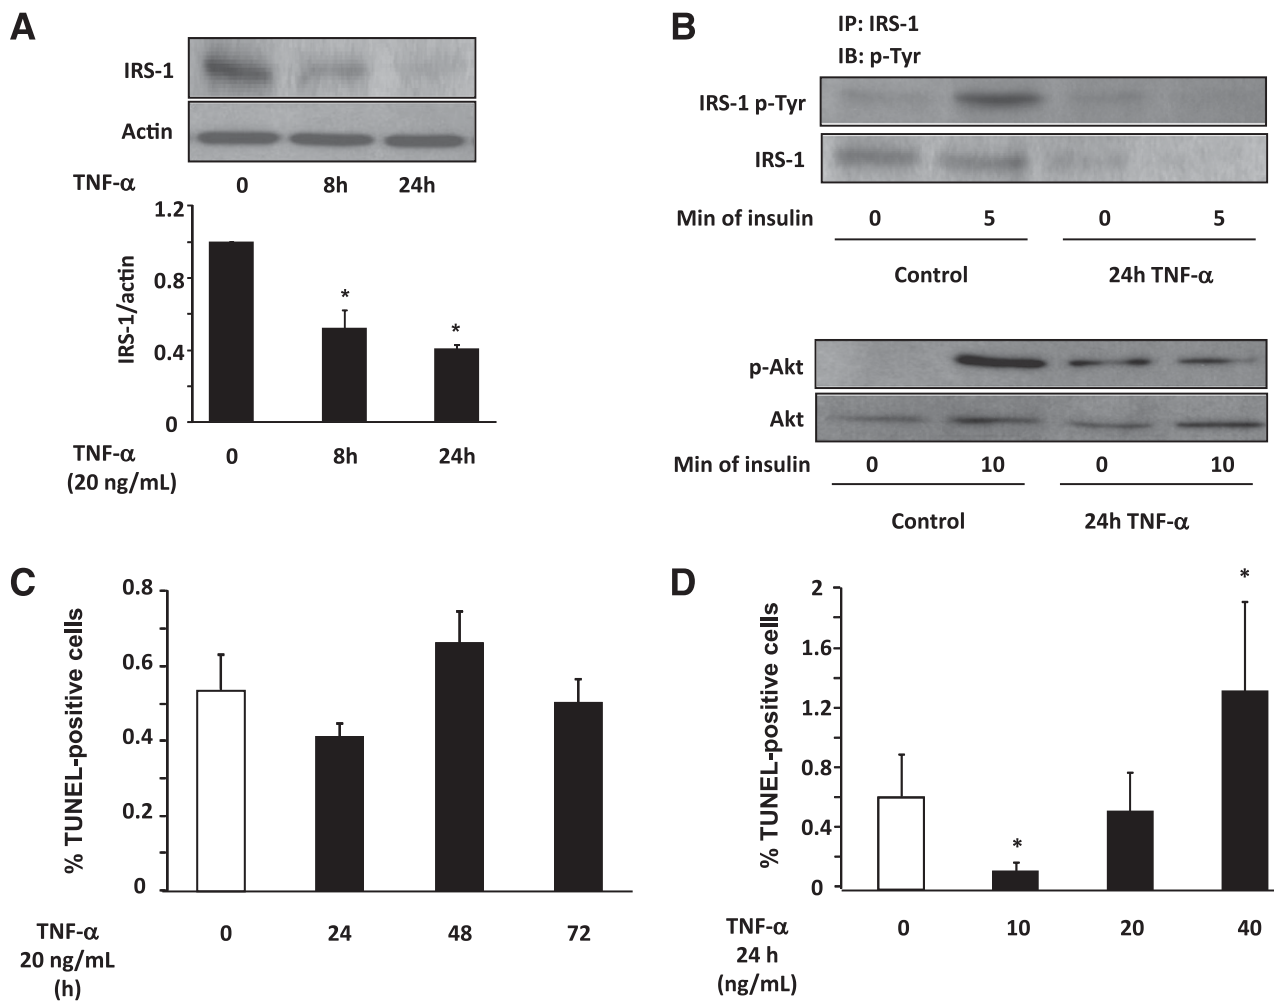 A
IRS-1
Actin
TNF-α
0 8h 24h
1.2
0.8
0.4
0
IRS-1/actin
*
*
TNF-α
(20 ng/mL)
0 8h 24h
B
IP: IRS-1
IB: p-Tyr
IRS-1 p-Tyr
IRS-1
Min of insulin 0 5 0 5
Control 24h TNF-α
p-Akt
Akt
Min of insulin 0 10 0 10
Control 24h TNF-α
C
% TUNEL-positive cells
0.8
0.6
0.4
0.2
0
TNF-α
20 ng/mL
(h)
0 24 48 72
D
% TUNEL-positive cells
2
1.6
1.2
0.8
0.4
0
*
*
TNF-α
24 h
(ng/mL)
0 10 20 40